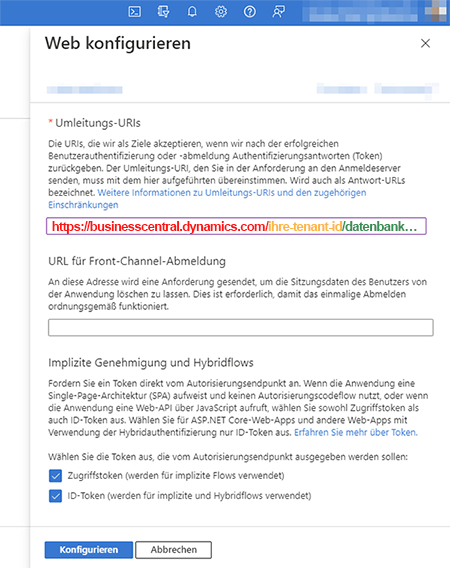 Web konfigurieren
* Umleitungs-URIs
Die URIs, die wir als Ziele akzeptieren, wenn wir nach der erfolgreichen
Benutzerauthentifizierung oder -abmeldung Authentifizierungsantworten (Token)
zurückgeben. Der Umleitungs-URI, den Sie in der Anforderung an den Anmeldeserver
senden, muss mit dem hier aufgeführten übereinstimmen. Wird auch als Antwort-URLs
bezeichnet. Weitere Informationen zu Umleitungs-URIs und den zugehörigen
Einschränkungen
https://businesscentral.dynamics.com/ihre-tenant-id/datenbank...
URL für Front-Channel-Abmeldung
An diese Adresse wird eine Anforderung gesendet, um die Sitzungsdaten des Benutzers von
der Anwendung löschen zu lassen. Dies ist erforderlich, damit das einmalige Abmelden
ordnungsgemäß funktioniert.
Implizite Genehmigung und Hybridflows
Fordern Sie ein Token direkt vom Autorisierungsendpunkt an. Wenn die Anwendung eine
Single-Page-Architektur (SPA) aufweist und keinen Autorisierungscodeflow nutzt, oder wenn
die Anwendung eine Web-API über JavaScript aufruft, wählen Sie sowohl Zugriffstoken als
auch ID-Token aus. Wählen Sie für ASP.NET Core-Web-Apps und andere Web-Apps mit
Verwendung der Hybridauthentifizierung nur ID-Token aus. Erfahren Sie mehr über Token.
Wählen Sie die Token aus, die vom Autorisierungsendpunkt ausgegeben werden sollen:
Zugriffstoken (werden für implizite Flows verwendet)
ID-Token (werden für implizite und Hybridflows verwendet)
Konfigurieren Abbrechen